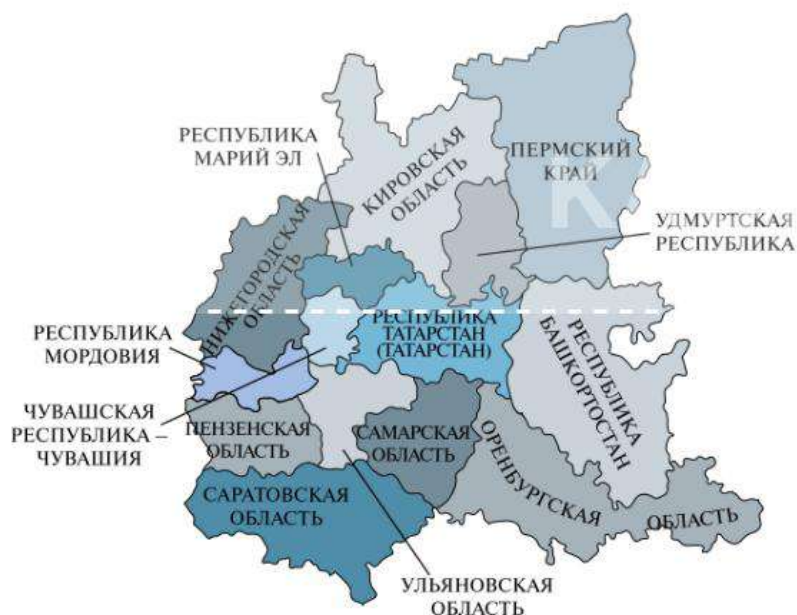 РЕСПУБЛИКА
МАРИЙ ЭЛ
КИРОВСКАЯ
ОБЛАСТЬ
ПЕРМСКИЙ
КРАЙ
К
УДМУРТСКАЯ
РЕСПУБЛИКА
НИЖЕГОРОДСКАЯ
ОБЛАСТЬ
РЕСПУБЛИКА
ТАТАРСТАН
(ТАТАРСТАН)
РЕСПУБЛИКА
БАШКОРТОСТАН
РЕСПУБЛИКА
МОРДОВИЯ
ЧУВАШСКАЯ
РЕСПУБЛИКА –
ЧУВАШИЯ
ПЕНЗЕНСКАЯ
ОБЛАСТЬ
САМАРСКАЯ
ОБЛАСТЬ
ОРЕНБУРГСКАЯ ОБЛАСТЬ
САРАТОВСКАЯ
ОБЛАСТЬ
УЛЬЯНОВСКАЯ
ОБЛАСТЬ